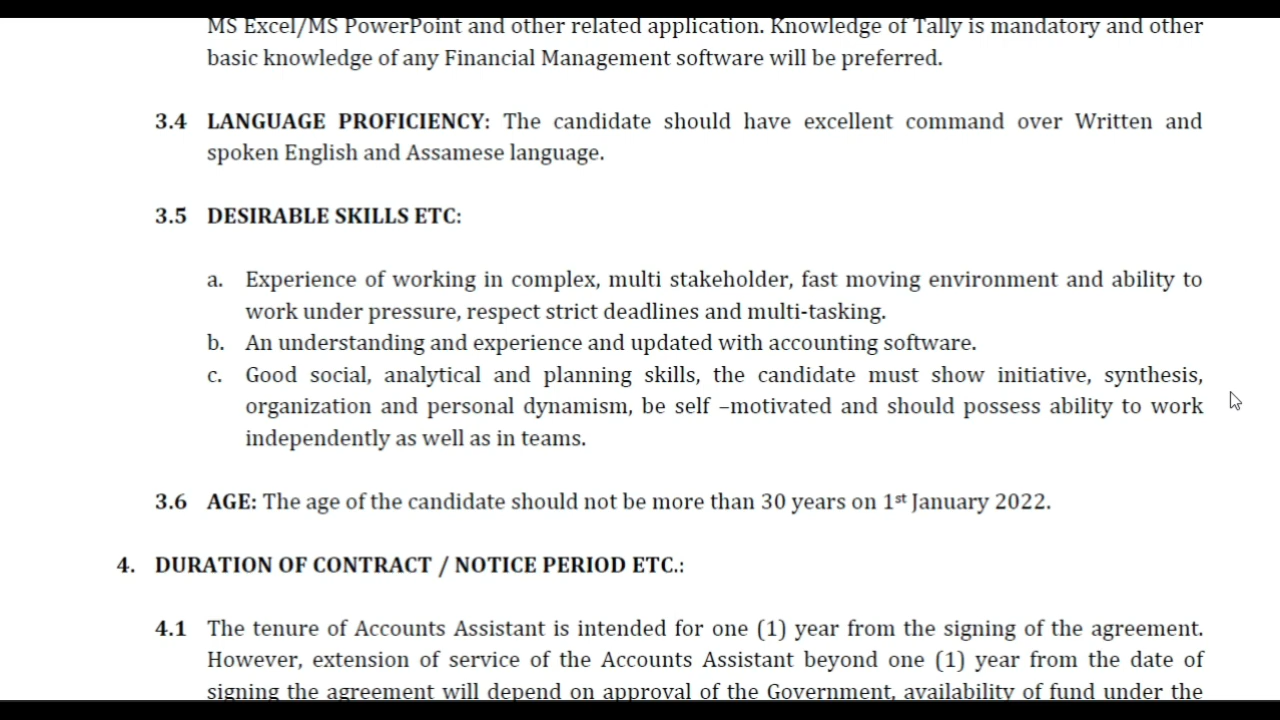 MS Excel/MS PowerPoint and other related application. Knowledge of Tally is mandatory and other
basic knowledge of any Financial Management software will be preferred.
3.4 LANGUAGE PROFICIENCY: The candidate should have excellent command over Written and
spoken English and Assamese language.
3.5 DESIRABLE SKILLS ETC:
a. Experience of working in complex, multi stakeholder, fast moving environment and ability to
work under pressure, respect strict deadlines and multi-tasking.
b. An understanding and experience and updated with accounting software.
c. Good social, analytical and planning skills, the candidate must show initiative, synthesis,
organization and personal dynamism, be self –motivated and should possess ability to work
independently as well as in teams.
3.6 AGE: The age of the candidate should not be more than 30 years on 1st January 2022.
4. DURATION OF CONTRACT / NOTICE PERIOD ETC.:
4.1 The tenure of Accounts Assistant is intended for one (1) year from the signing of the agreement.
However, extension of service of the Accounts Assistant beyond one (1) year from the date of
signing the agreement will depend on approval of the Government, availability of fund under the